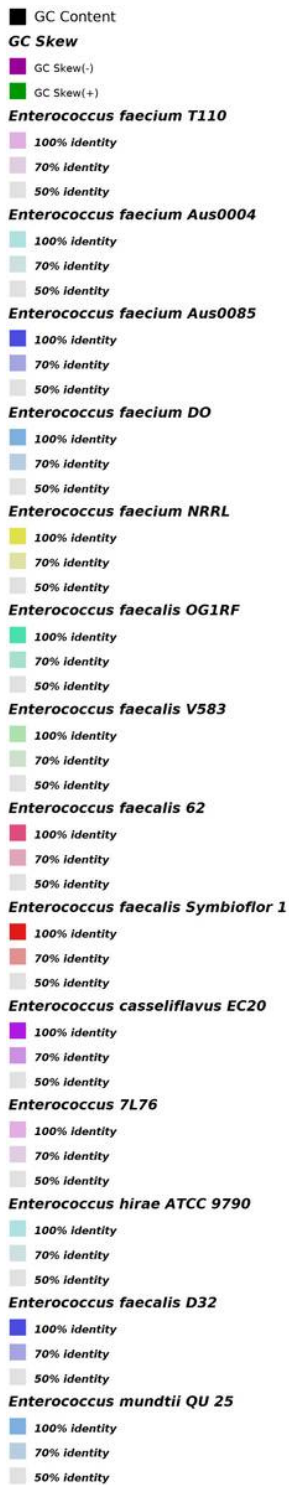 GC Content
GC Skew
GC Skew(-)
GC Skew(+)
Enterococcus faecium T110
100% identity
70% identity
50% identity
Enterococcus faecium Aus0004
100% identity
70% identity
50% identity
Enterococcus faecium Aus0085
100% identity
70% identity
50% identity
Enterococcus faecium DO
100% identity
70% identity
50% identity
Enterococcus faecium NRRL
100% identity
70% identity
50% identity
Enterococcus faecalis OG1RF
100% identity
70% identity
50% identity
Enterococcus faecalis V583
100% identity
70% identity
50% identity
Enterococcus faecalis 62
100% identity
70% identity
50% identity
Enterococcus faecalis Symbioflor 1
100% identity
70% identity
50% identity
Enterococcus casseliflavus EC20
100% identity
70% identity
50% identity
Enterococcus 7L76
100% identity
70% identity
50% identity
Enterococcus hirae ATCC 9790
100% identity
70% identity
50% identity
Enterococcus faecalis D32
100% identity
70% identity
50% identity
Enterococcus mundtii QU 25
100% identity
70% identity
50% identity